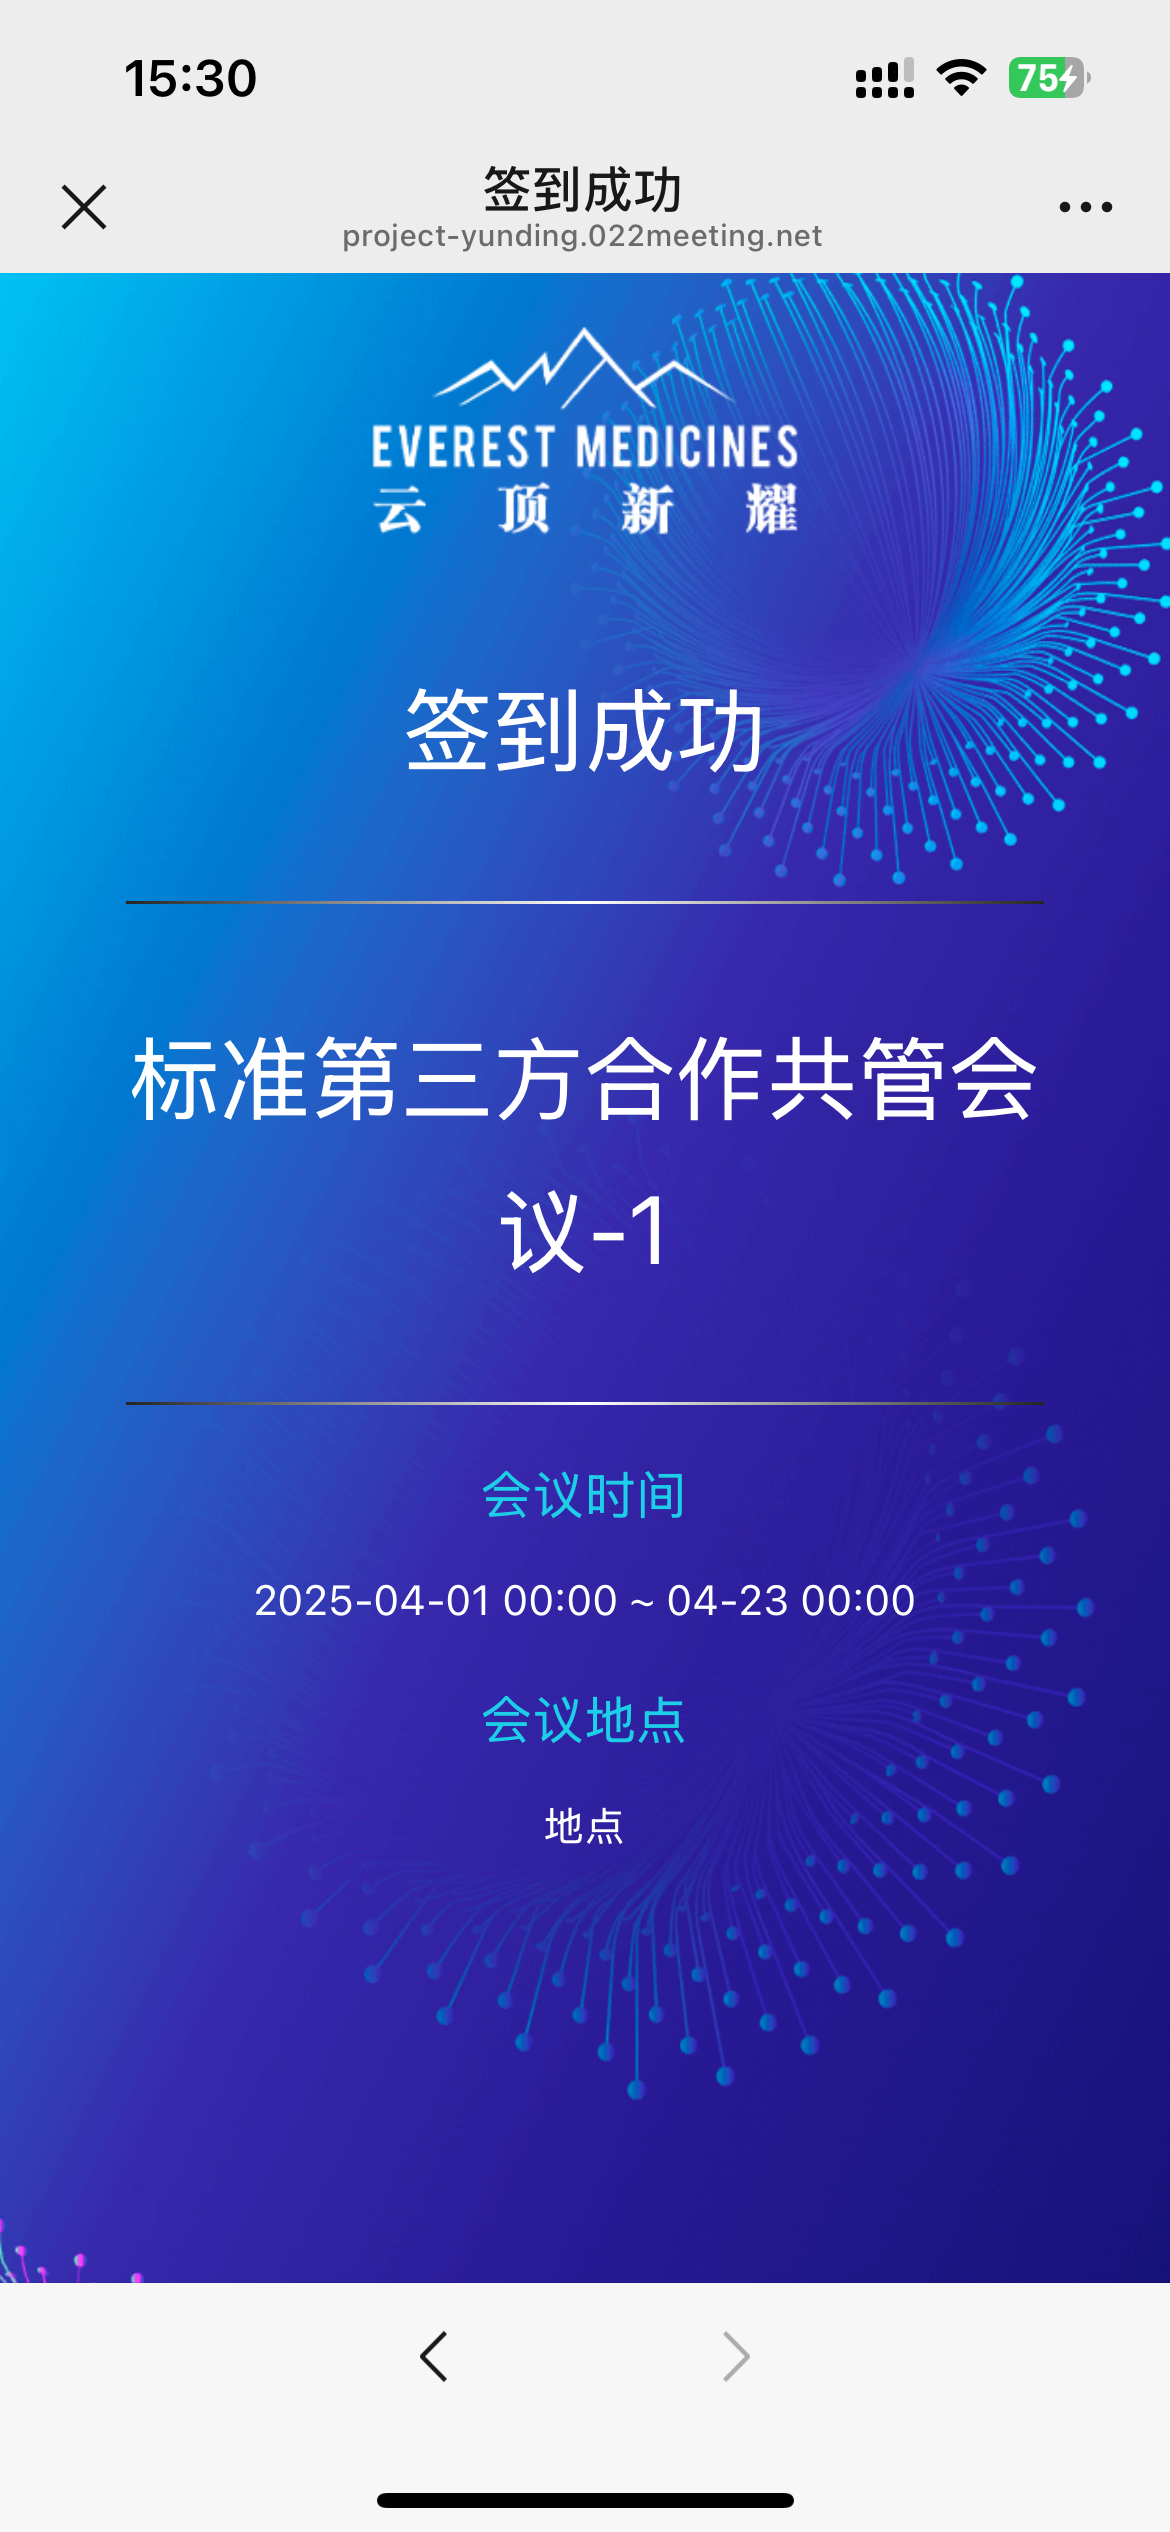 15:30
75
签到成功
project-yunding.022meeting.net
EVEREST MEDICINES
云顶新耀
签到成功
标准第三方合作共管会
议-1
会议时间
2025-04-01 00:00 ~ 04-23 00:00
会议地点
地点